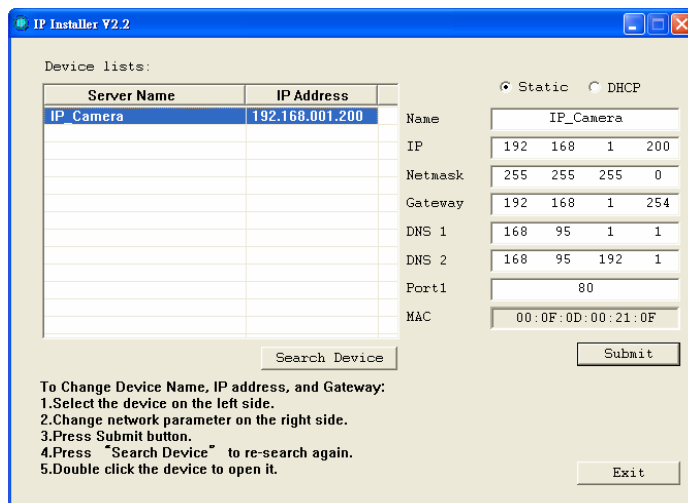 IP Installer V2.2
Device lists:
Server Name IP Address
IP_Camera 192.168.001.200
Search Device
Static DHCP
Name IP_Camera
IP 192 168 1 200
Netmask 255 255 255 0
Gateway 192 168 1 254
DNS 1 168 95 1 1
DNS 2 168 95 192 1
Port1 80
MAC 00:0F:0D:00:21:0F
Submit
To Change Device Name, IP address, and Gateway:
1.Select the device on the left side.
2.Change network parameter on the right side.
3.Press Submit button.
4.Press “Search Device” to re-search again.
5.Double click the device to open it.
Exit